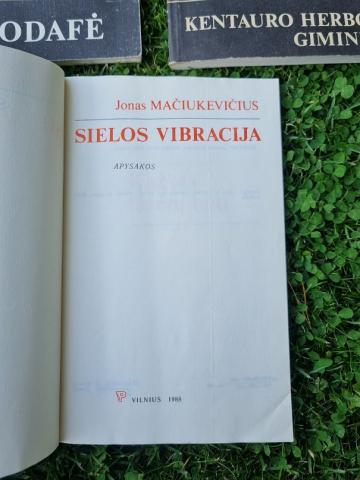 ODAFĖ
KENTAURO HERBO
GIMIN
Jonas MAČIUKEVIČIUS
SIELOS VIBRACIJA
APYSAKOS
VILNIUS 1988